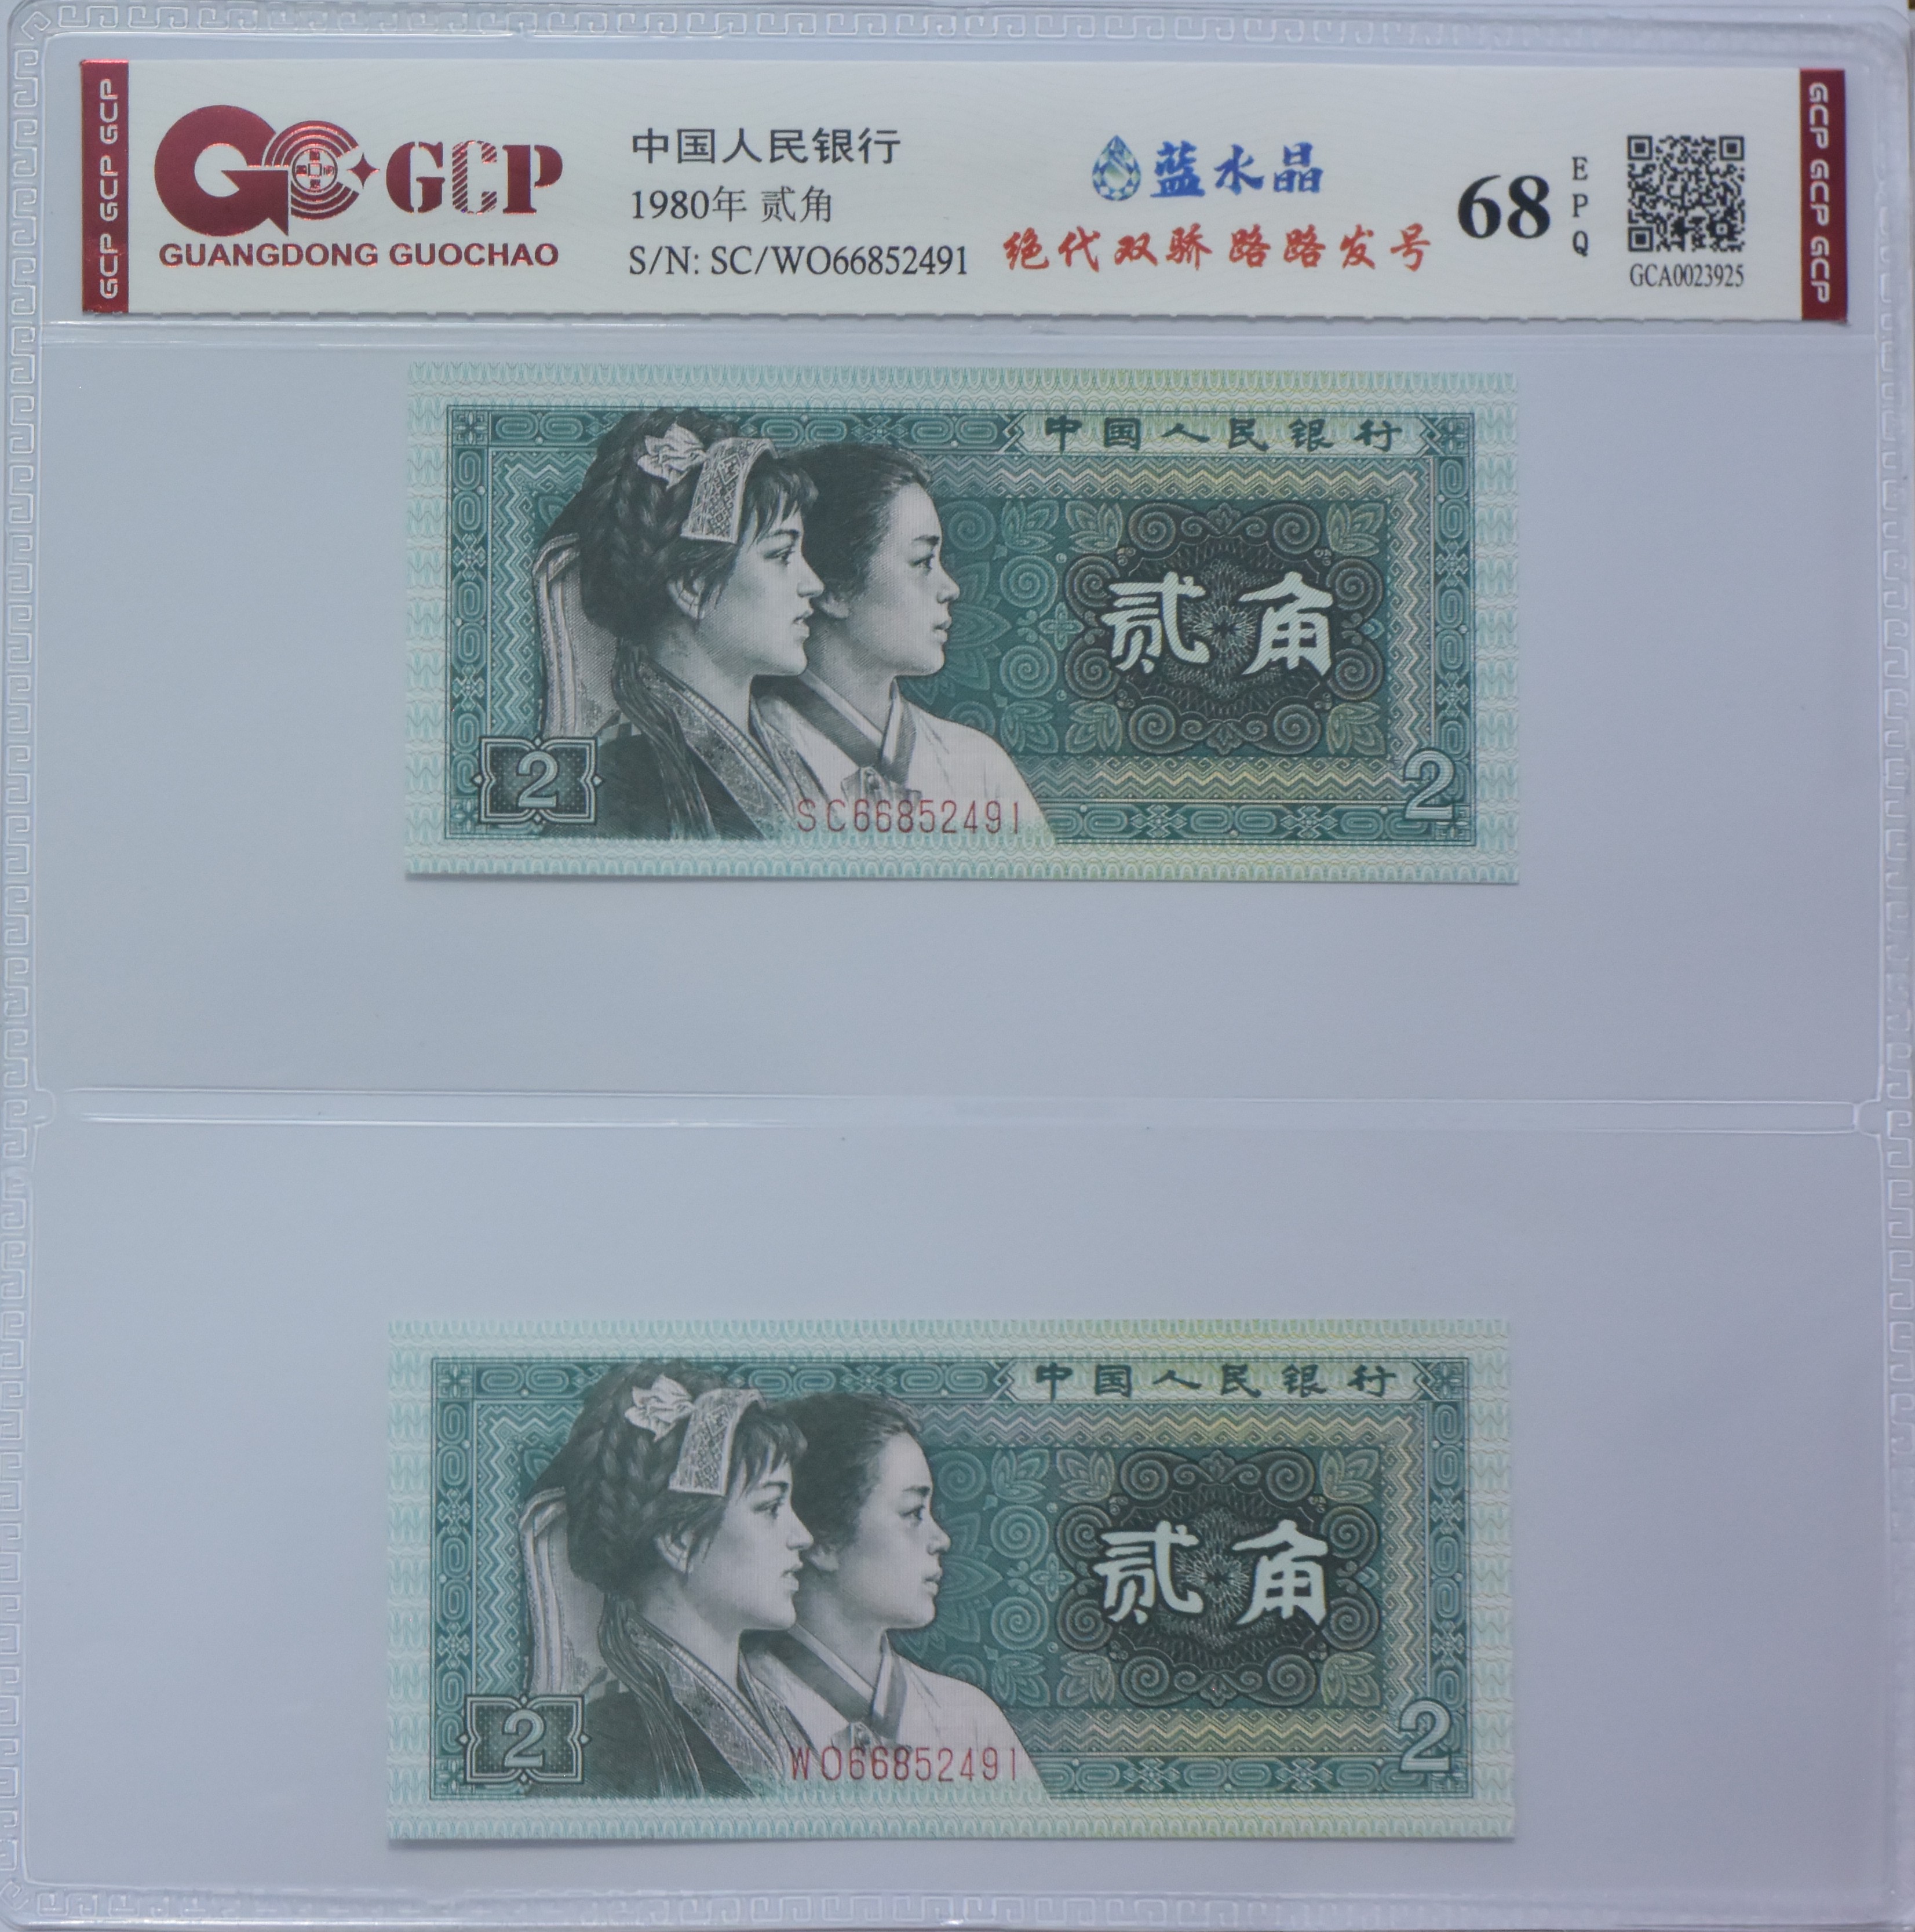 GCP GCP GCP
GCP
GUANGDONG GUOCHAO
中国人民银行
1980年 贰角
S/N: SC/WO66852491
蓝水晶
绝代双骄 路路发号
68
EPQ
GCA0023925
GCP GCP GCP
中国人民银行
贰角
2
SC66852491
2
中国人民银行
贰角
2
WO66852491
2